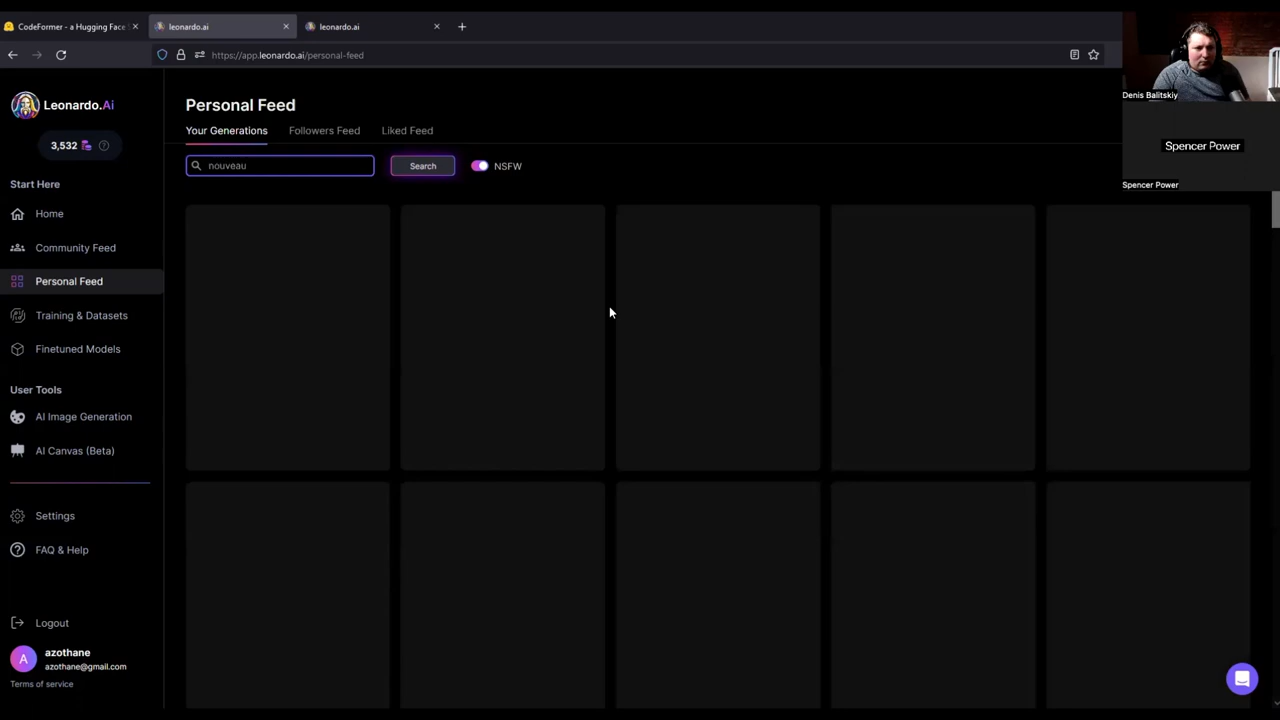 CodeFormer - a Hugging Face
leonardo.ai
leonardo.ai
https://app.leonardo.ai/personal-feed
Denis Balitskiy
Spencer Power
Spencer Power
Leonardo.Ai
3,532
Start Here
Home
Community Feed
Personal Feed
Training & Datasets
Finetuned Models
User Tools
AI Image Generation
AI Canvas (Beta)
Settings
FAQ & Help
Logout
A
azothane
azothane@gmail.com
Terms of service
Personal Feed
Your Generations Followers Feed Liked Feed
nouveau Search NSFW